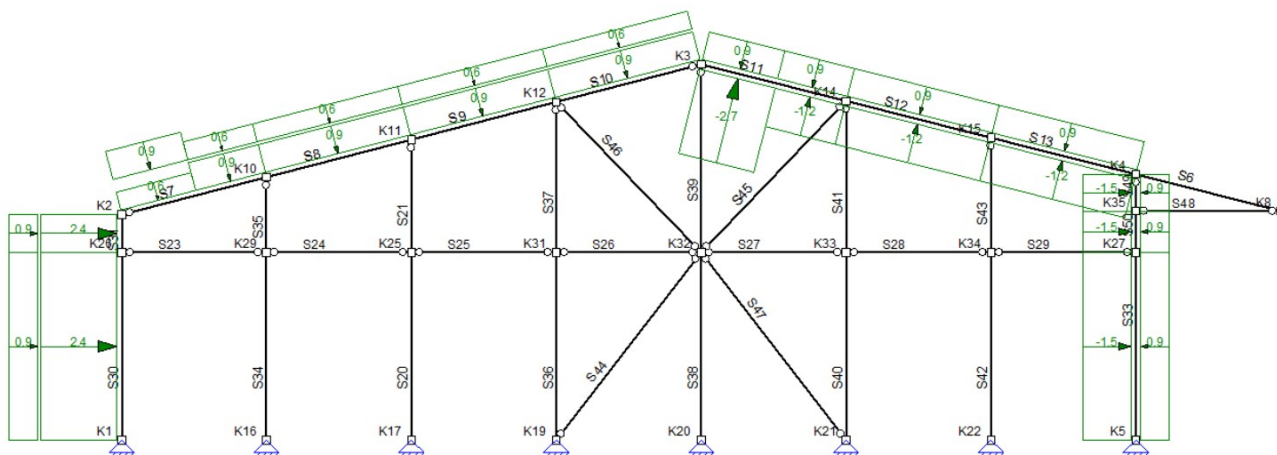 0.6
0.6 0.9
K3
0.9
S11
0.9
K14
S12
0.9
K15
S13
0.9
K4
S6
K8
0.6
0.9
S10
K12
0.6
0.9
S9
K11
0.6
0.9
S8
K10
0.9
0.9
0.6
S7
K2
-2.7
-1.2
-1.2
-1.2
S46
S45
S37
S39
S41
S43
S35
S21
-1.5 0.9
K35
S48
-1.5 0.9
0.9 2.4
K26 S23 K29 S24 K25 S25 K31 S26 K32 S27 K33 S28 K34 S29 K27
S33
S47
S44
0.9 2.4
-1.5 0.9
S30 S34 S20 S36 S38 S40 S42
K1 K16 K17 K19 K20 K21 K22 K5